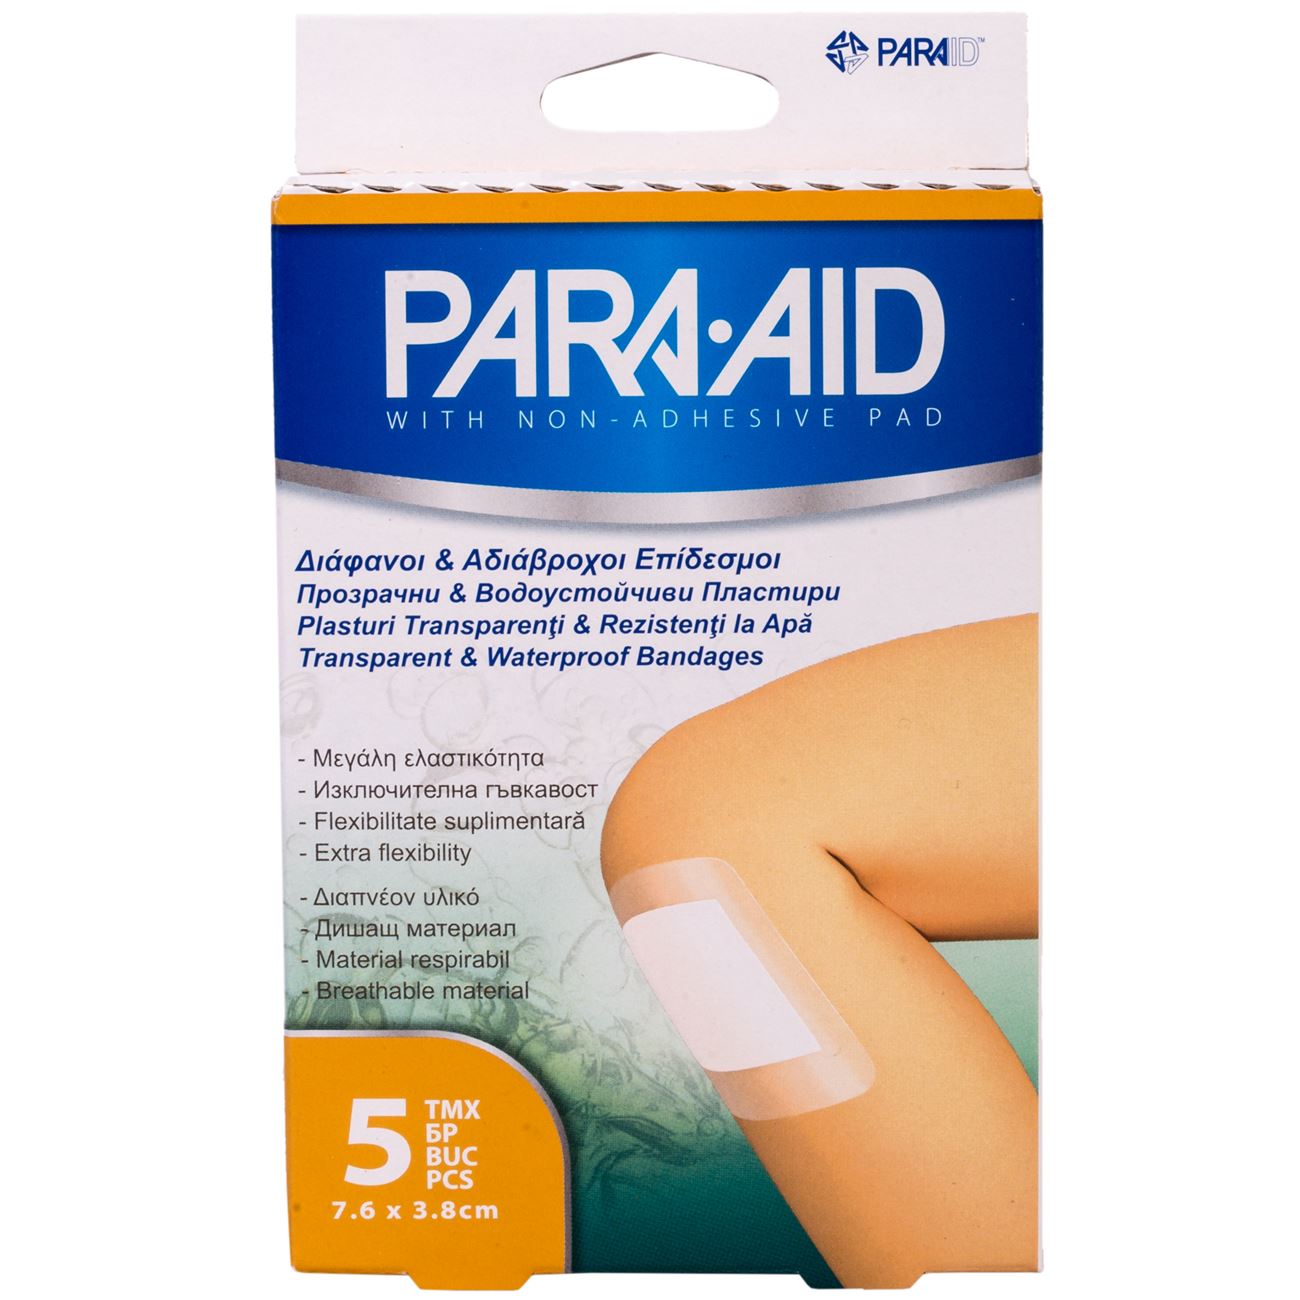 PARAAID™
PARA·AID
WITH NON-ADHESIVE PAD
Διάφανοι & Αδιάβροχοι Επίδεσμοι
Прозрачни & Водоустойчиви Пластири
Plasturi Transparenţi & Rezistenţi la Apă
Transparent & Waterproof Bandages
- Μεγάλη ελαστικότητα
- Изключителна гъвкавост
- Flexibilitate suplimentară
- Extra flexibility
- Διαπνέον υλικό
- Дишащ материал
- Material respirabil
- Breathable material
5 ΤΜΧ
БР
BUC
PCS
7.6 x 3.8cm